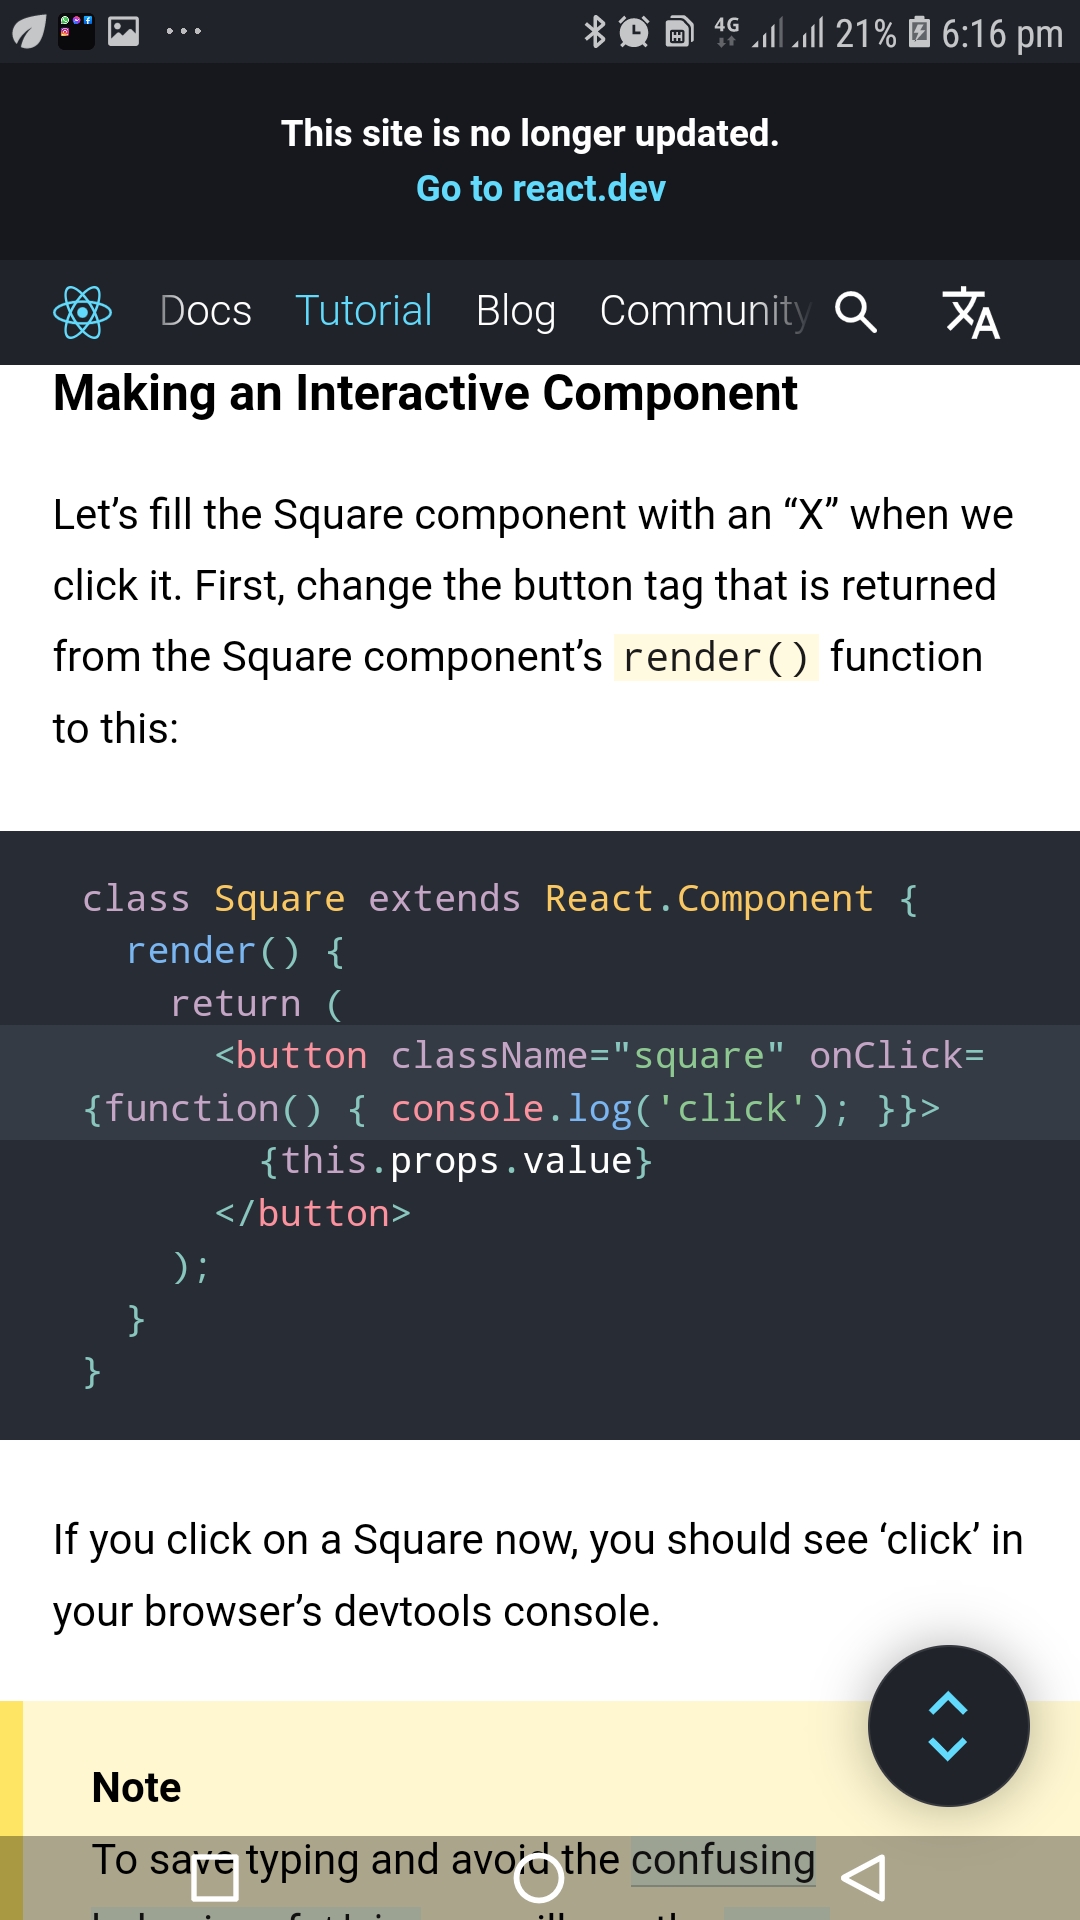 4G 21% 6:16 pm
This site is no longer updated.
Go to react.dev
Docs Tutorial Blog Community
Making an Interactive Component
Let’s fill the Square component with an “X” when we
click it. First, change the button tag that is returned
from the Square component’s render() function
to this:
class Square extends React.Component {
render() {
return (
<button className="square" onClick=
{function() { console.log('click'); }}>
{this.props.value}
</button>
);
}
}
If you click on a Square now, you should see ‘click’ in
your browser’s devtools console.
Note
To save typing and avoid the confusing